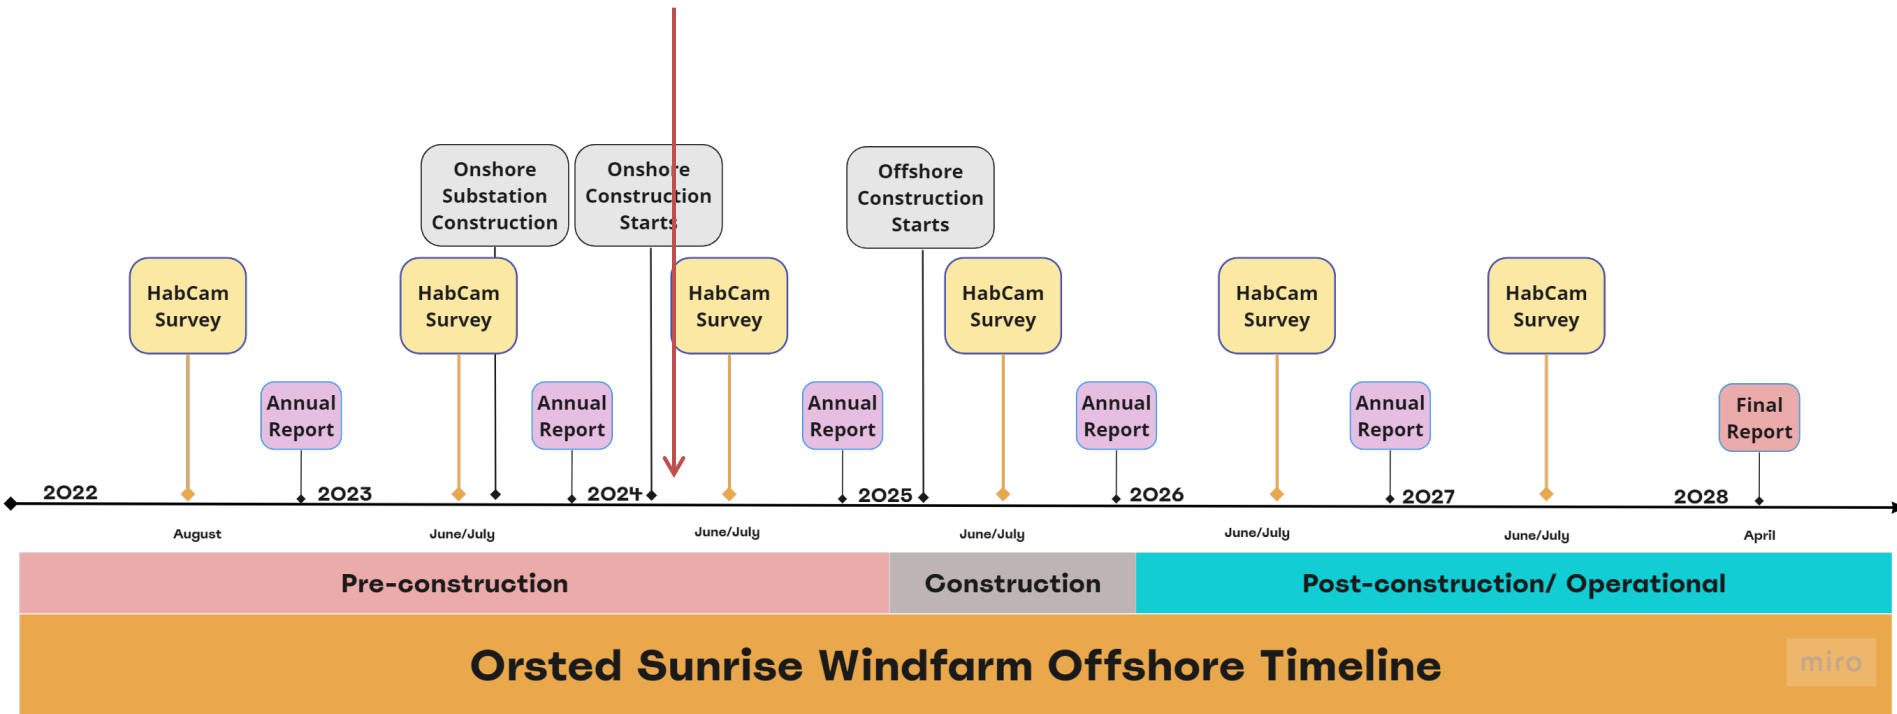 Onshore
Substation
Construction
Onshore
Construction
Starts
Offshore
Construction
Starts
HabCam
Survey
HabCam
Survey
HabCam
Survey
HabCam
Survey
HabCam
Survey
HabCam
Survey
Annual
Report
Annual
Report
Annual
Report
Annual
Report
Annual
Report
Final
Report
2022
2023
2024
2025
2026
2027
2028
August
June/July
June/July
June/July
June/July
June/July
April
Pre-construction
Construction
Post-construction/ Operational
Orsted Sunrise Windfarm Offshore Timeline
miro